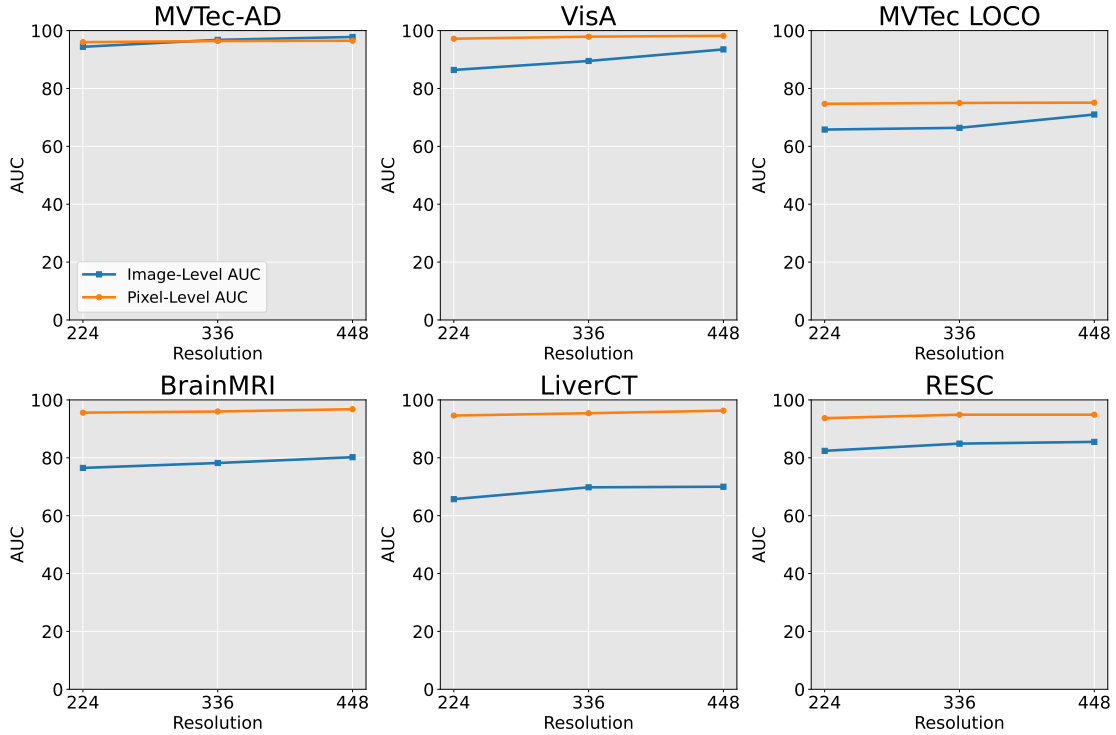 MVTec-AD
VisA
MVTec LOCO
100
80
60
40
20
0
AUC
Image-Level AUC
Pixel-Level AUC
224
336
448
Resolution
100
80
60
40
20
0
AUC
224
336
448
Resolution
100
80
60
40
20
0
AUC
224
336
448
Resolution
BrainMRI
LiverCT
RESC
100
80
60
40
20
0
AUC
224
336
448
Resolution
100
80
60
40
20
0
AUC
224
336
448
Resolution
100
80
60
40
20
0
AUC
224
336
448
Resolution